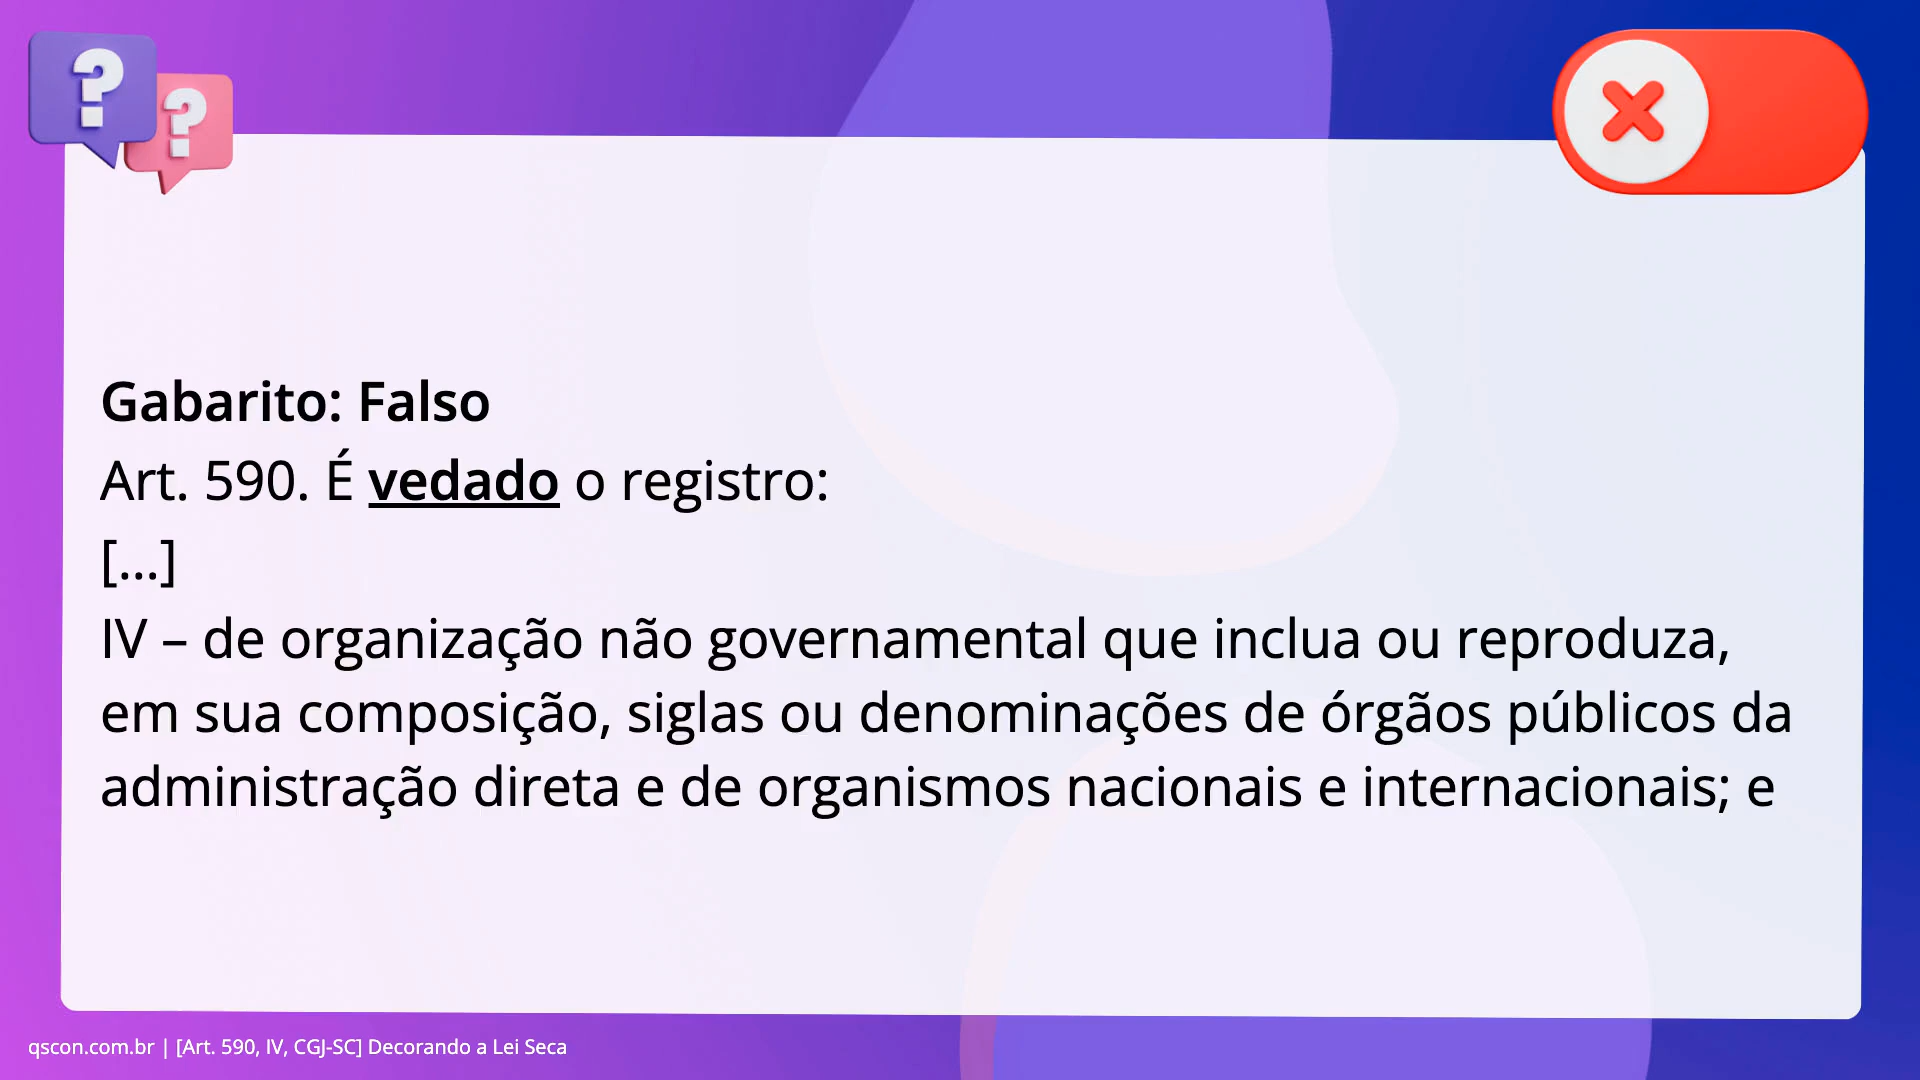 Gabarito: Falso
Art. 590. É vedado o registro:
[...]
IV – de organização não governamental que inclua ou reproduza,
em sua composição, siglas ou denominações de órgãos públicos da
administração direta e de organismos nacionais e internacionais; e
qscon.com.br | [Art. 590, IV, CGJ-SC] Decorando a Lei Seca